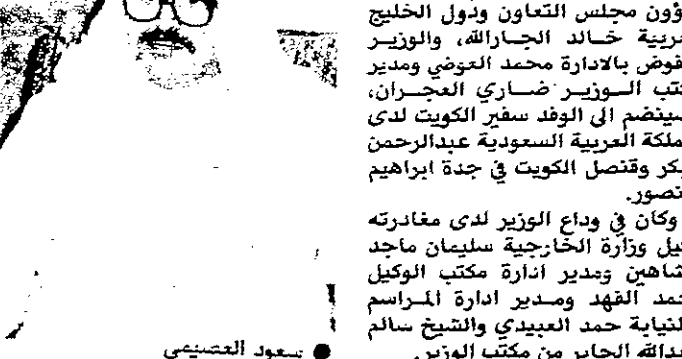 ؤون مجلس التعاون ودول الخليج
ربية خالد الجارالله، والوزير
فوض بالادارة محمد العوضي ومدير
كتب الوزير ضاري العجران،
سينضم الى الوفد سفير الكويت لدى
ملكة العربية السعودية عبدالرحمن
بكر وقنصل الكويت في جدة ابراهيم
نصور.
وكان في وداع الوزير لدى مغادرته
كيل وزارة الخارجية سليمان ماجد
شاهين ومدير ادارة مكتب الوكيل
حمد الفهد ومدير ادارة المراسم
لنيابة حمد العبيدي والشيخ سالم
بدالله الجابر من مكتب الوزير.
● سعود العصيمي